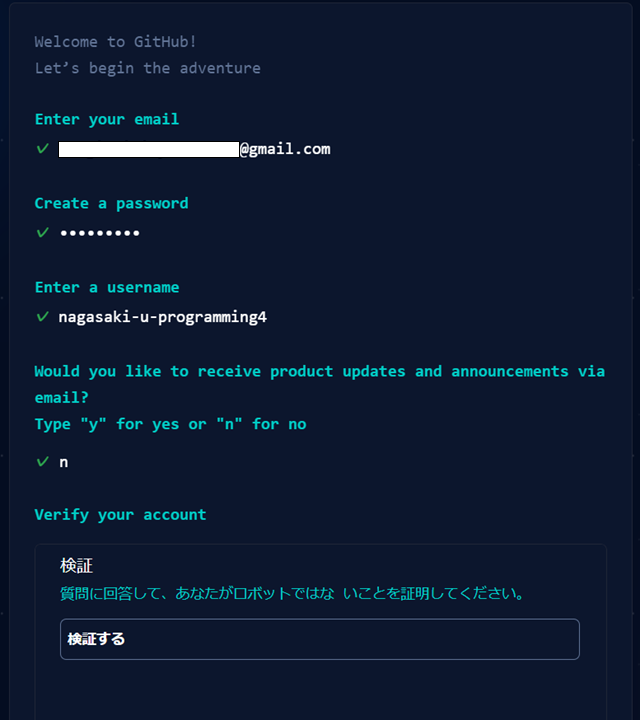 Welcome to GitHub!
Let’s begin the adventure
Enter your email
✓ @gmail.com
Create a password
✓ •••••••••
Enter a username
✓ nagasaki-u-programming4
Would you like to receive product updates and announcements via
email?
Type "y" for yes or "n" for no
✓ n
Verify your account
検証
質問に回答して、あなたがロボットではな いことを証明してください。
検証する